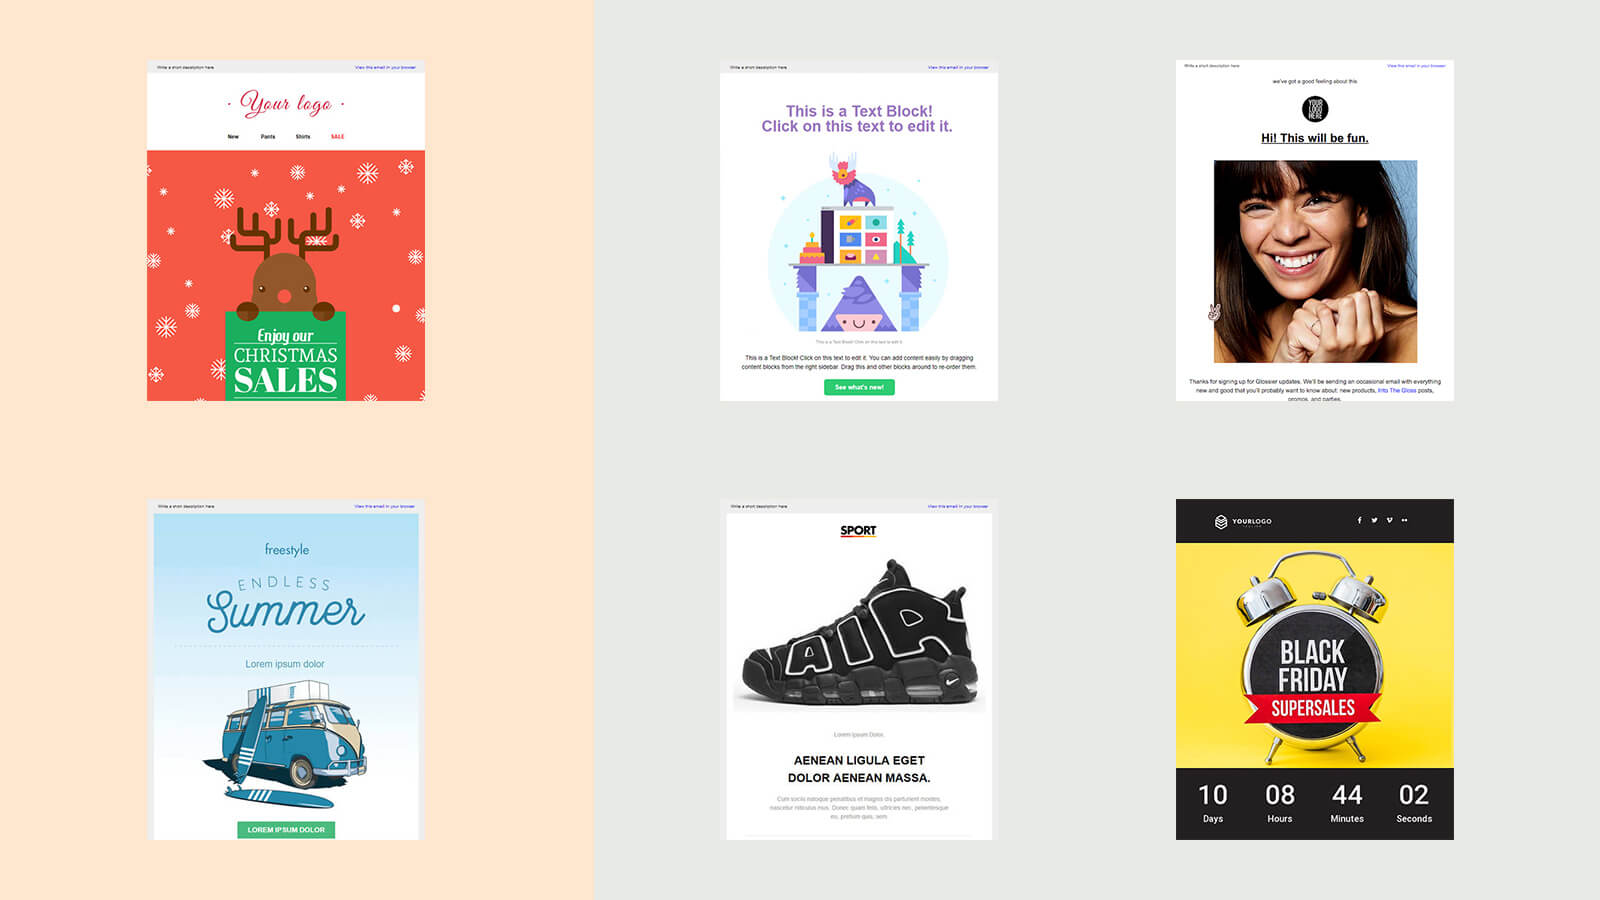 Write a short description here
View this email in your browser
· Your logo ·
New Pants Shirts SALE
Enjoy our
CHRISTMAS
SALES
Write a short description here
View this email in your browser
This is a Text Block!
Click on this text to edit it.
This is a Text Block! Click on this text to edit it.
This is a Text Block! Click on this text to edit it. You can add content easily by dragging
content blocks from the right sidebar. Drag this and other blocks around to re-order them.
See what's new!
Write a short description here
View this email in your browser
we've got a good feeling about this
YOUR
LOGO
HERE
Hi! This will be fun.
Thanks for signing up for Glossier updates. We'll be sending an occasional email with everything
new and good that you'll probably want to know about: new products, Into The Gloss posts,
promos, and parties.
Write a short description here
View this email in your browser
freestyle
ENDLESS
Summer
Lorem ipsum dolor
LOREM IPSUM DOLOR
Write a short description here
View this email in your browser
SPORT
AIR
Lorem Ipsum Dolor.
AENEAN LIGULA EGET
DOLOR AENEAN MASSA.
Cum sociis natoque penatibus et magnis dis parturient montes,
nascetur ridiculus mus. Donec quam felis, ultricies nec, pellentesque
eu, pretium quis, sem.
YOURLOGO
BLACK
FRIDAY
SUPERSALES
10 08 44 02
Days Hours Minutes Seconds